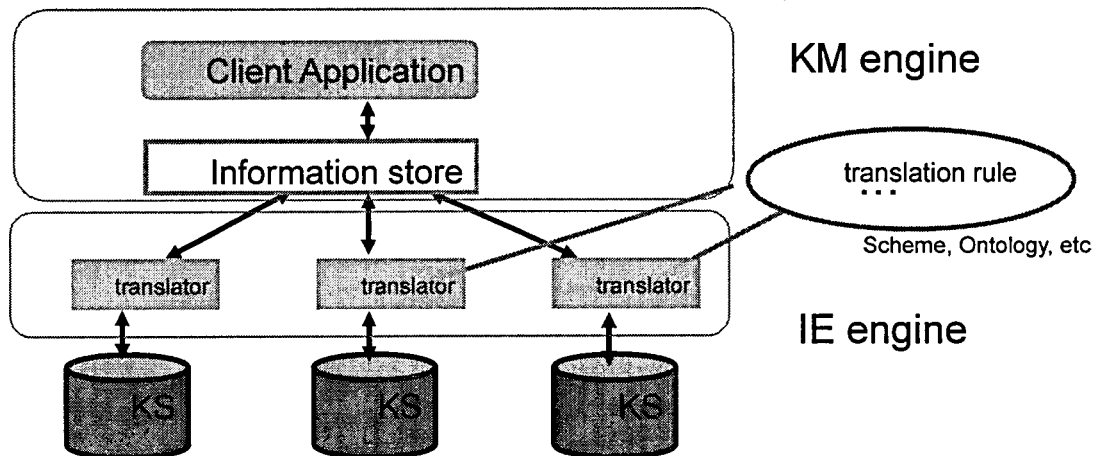 Client Application
KM engine
Information store
translation rule
...
Scheme, Ontology, etc
translator
translator
translator
IE engine
KS
KS
KS